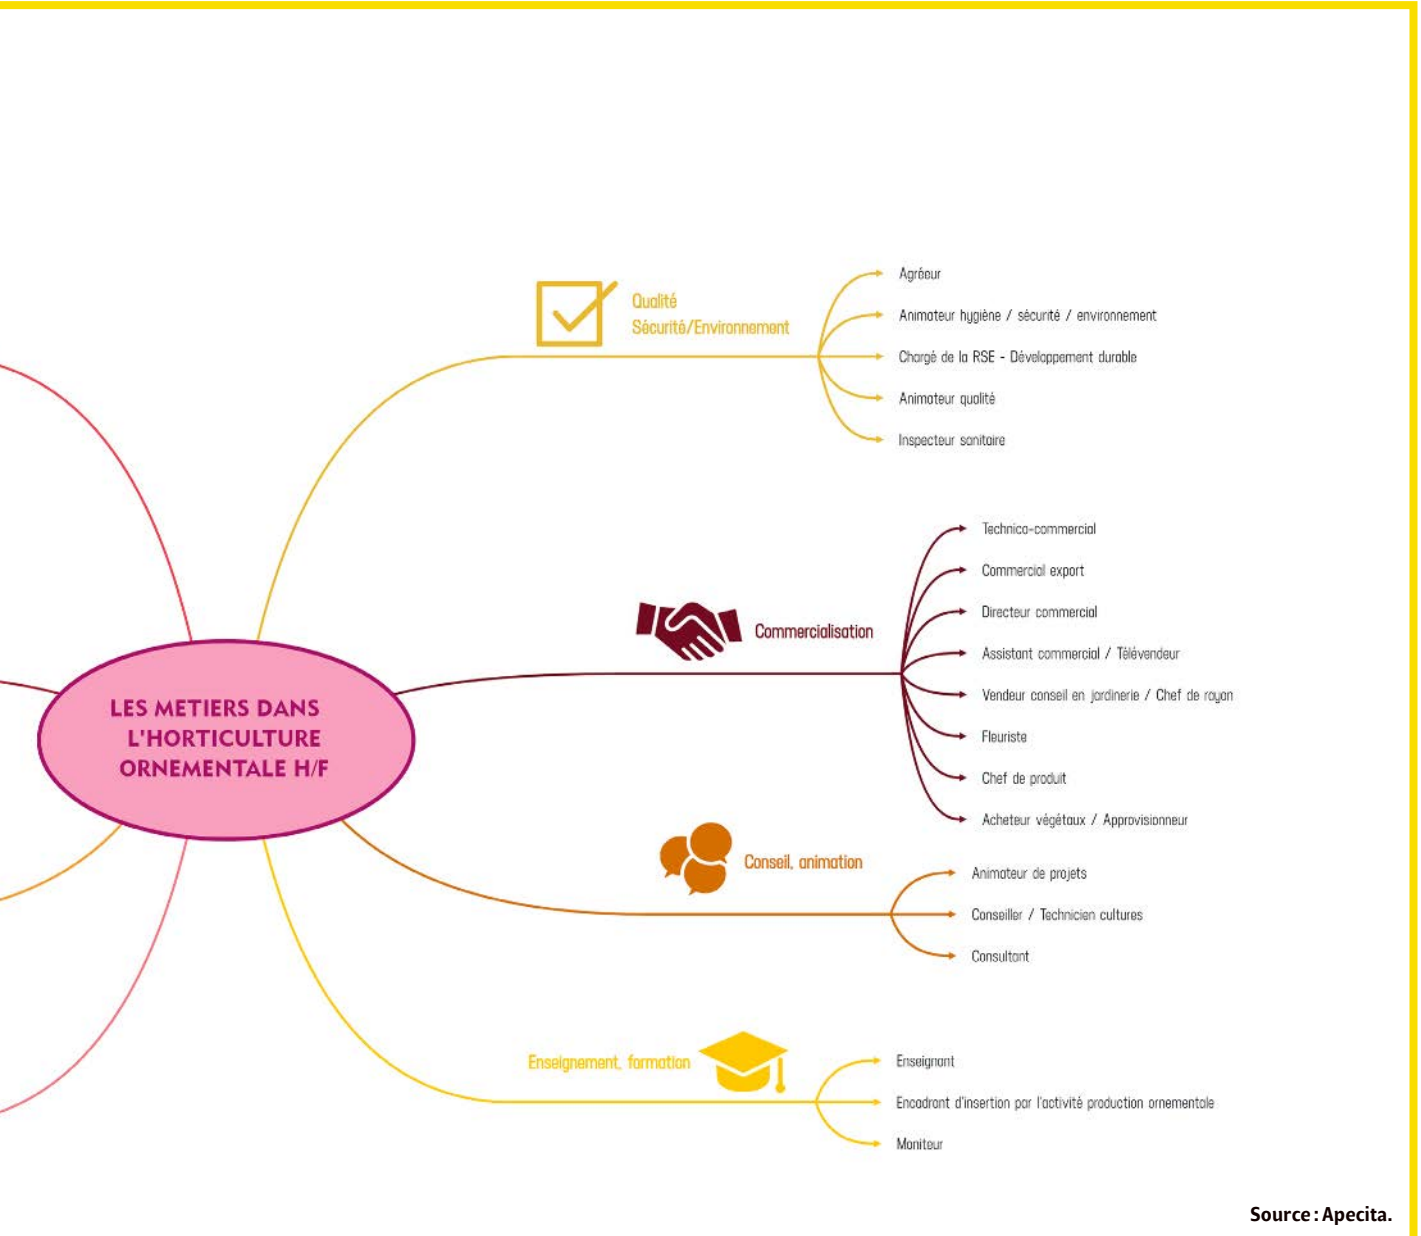 Qualité
Sécurité/Environnement
Agréeur
Animateur hygiène / sécurité / environnement
Chargé de la RSE - Développement durable
Animateur qualité
Inspecteur sanitaire
Commercialisation
Technico-commercial
Commercial export
Directeur commercial
Assistant commercial / Télévendeur
Vendeur conseil en jardinerie / Chef de rayon
Fleuriste
Chef de produit
Acheteur végétaux / Approvisionneur
LES METIERS DANS
L'HORTICULTURE
ORNEMENTALE H/F
Conseil, animation
Animateur de projets
Conseiller / Technicien cultures
Consultant
Enseignement, formation
Enseignant
Encadrant d'insertion par l'activité production ornementale
Moniteur
Source : Apecita.